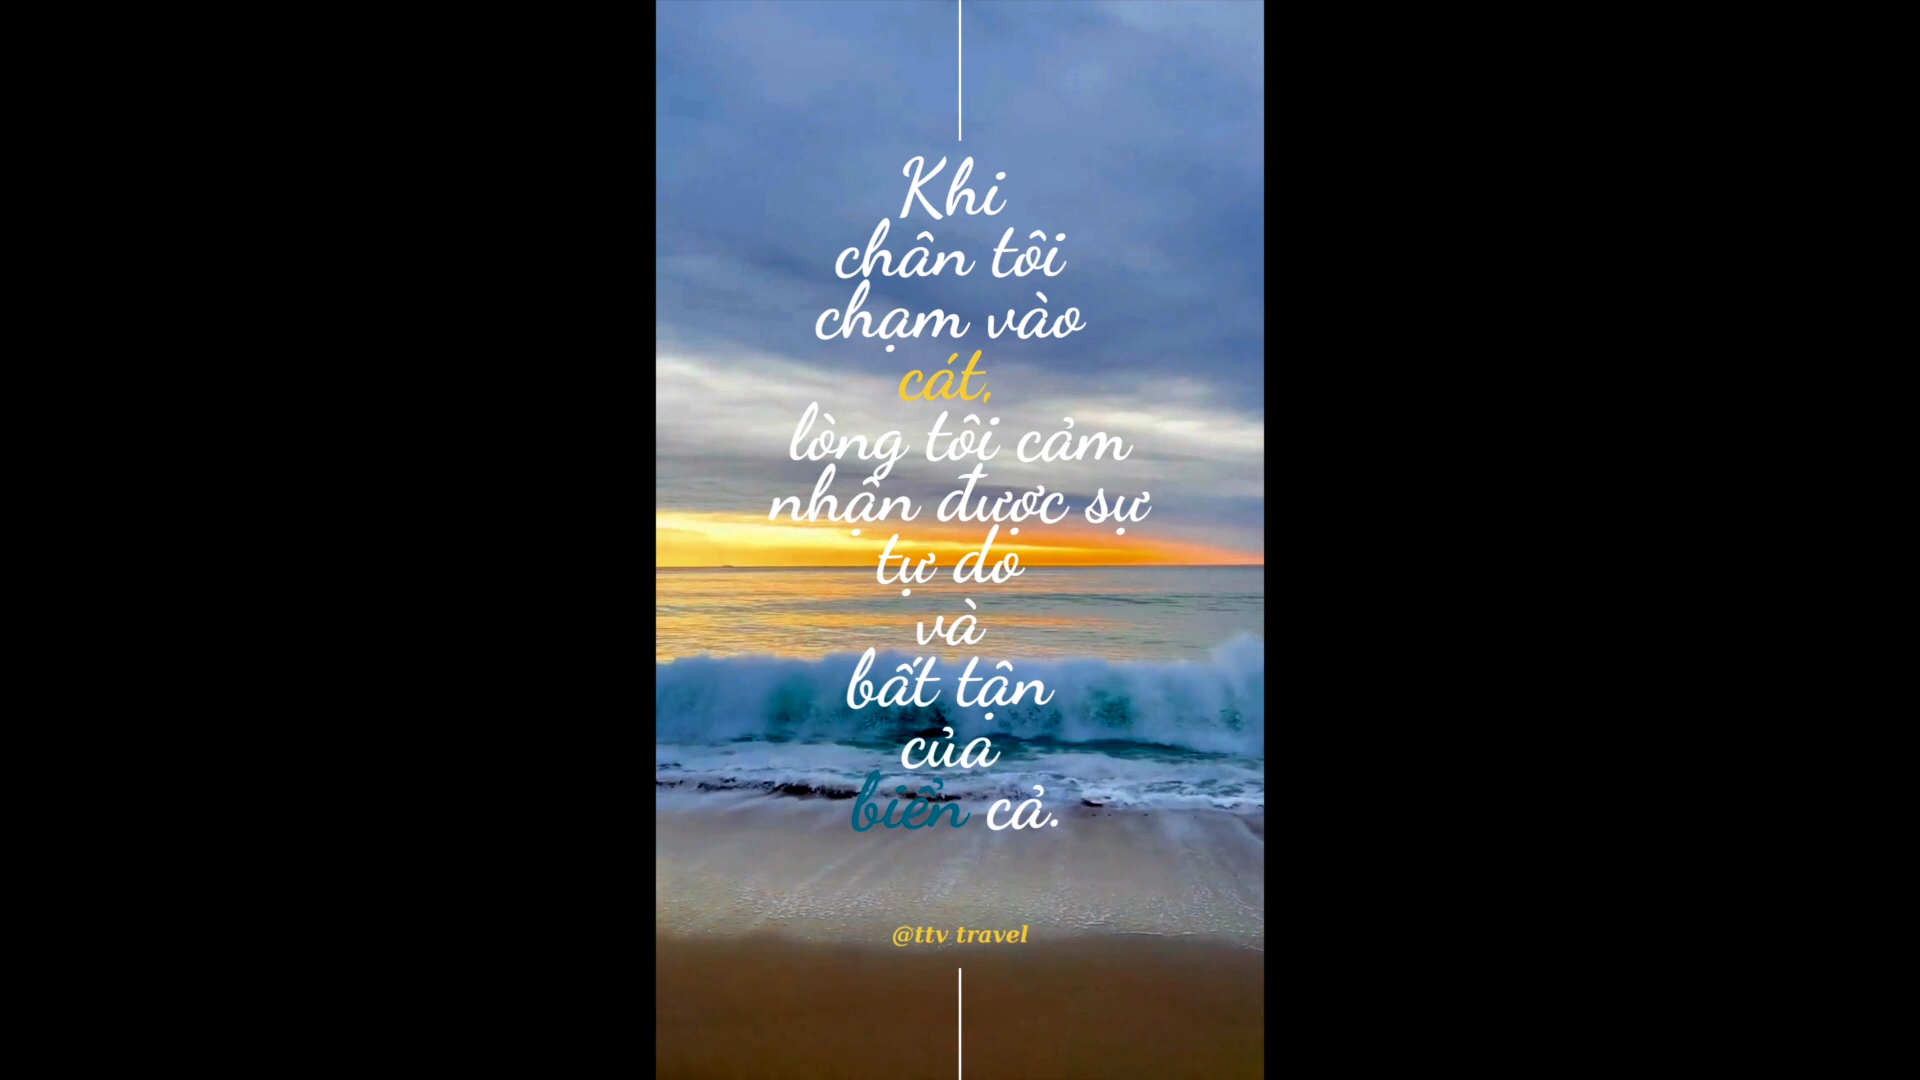 Khi
chân tôi
chạm vào
cát,
lòng tôi cảm
nhận được sự
tự do
và
bất tận
của
biển cả.
@ttv travel